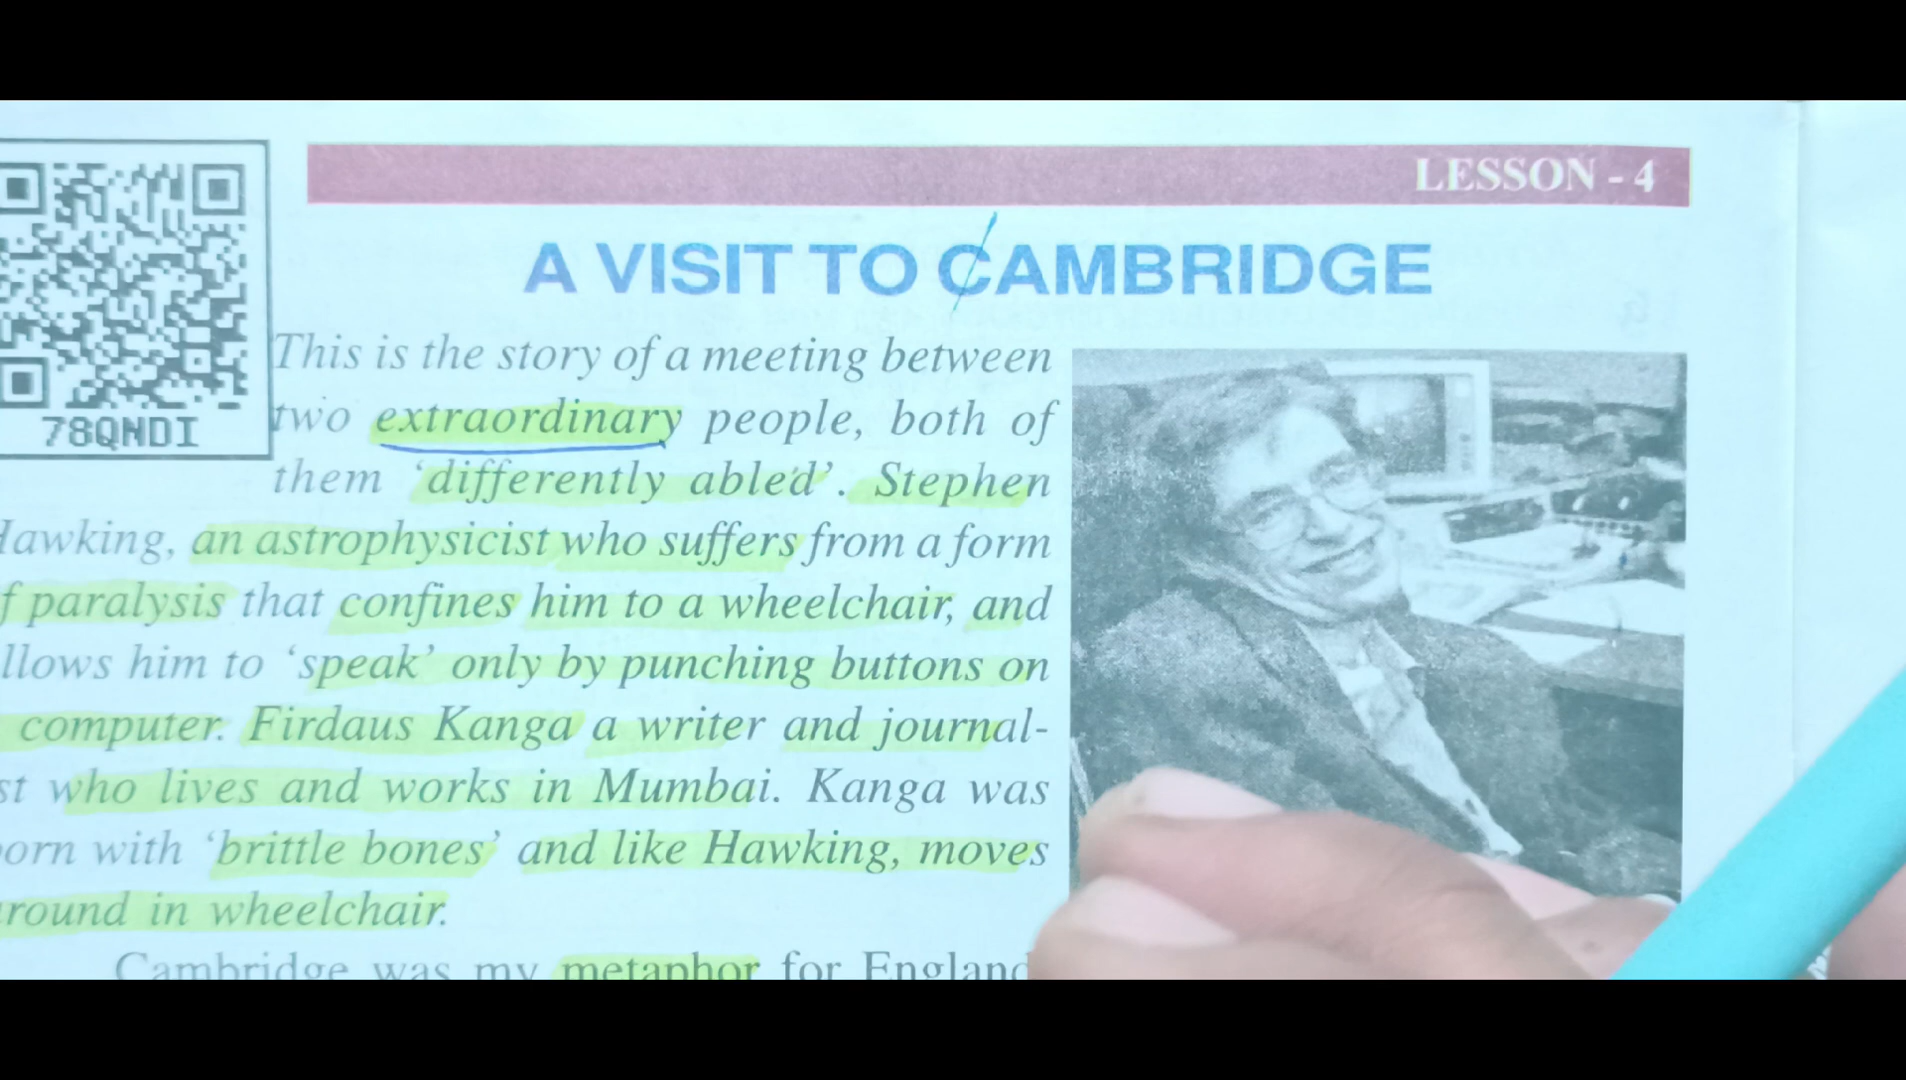 LESSON - 4
A VISIT TO CAMBRIDGE
78QNDI
This is the story of a meeting between
two extraordinary people, both of
them ‘differently abled’. Stephen
Hawking, an astrophysicist who suffers from a form
f paralysis that confines him to a wheelchair, and
llows him to ‘speak’ only by punching buttons on
computer. Firdaus Kanga a writer and journal-
st who lives and works in Mumbai. Kanga was
orn with ‘brittle bones’ and like Hawking, moves
round in wheelchair.
Cambridge was my metaphor for England